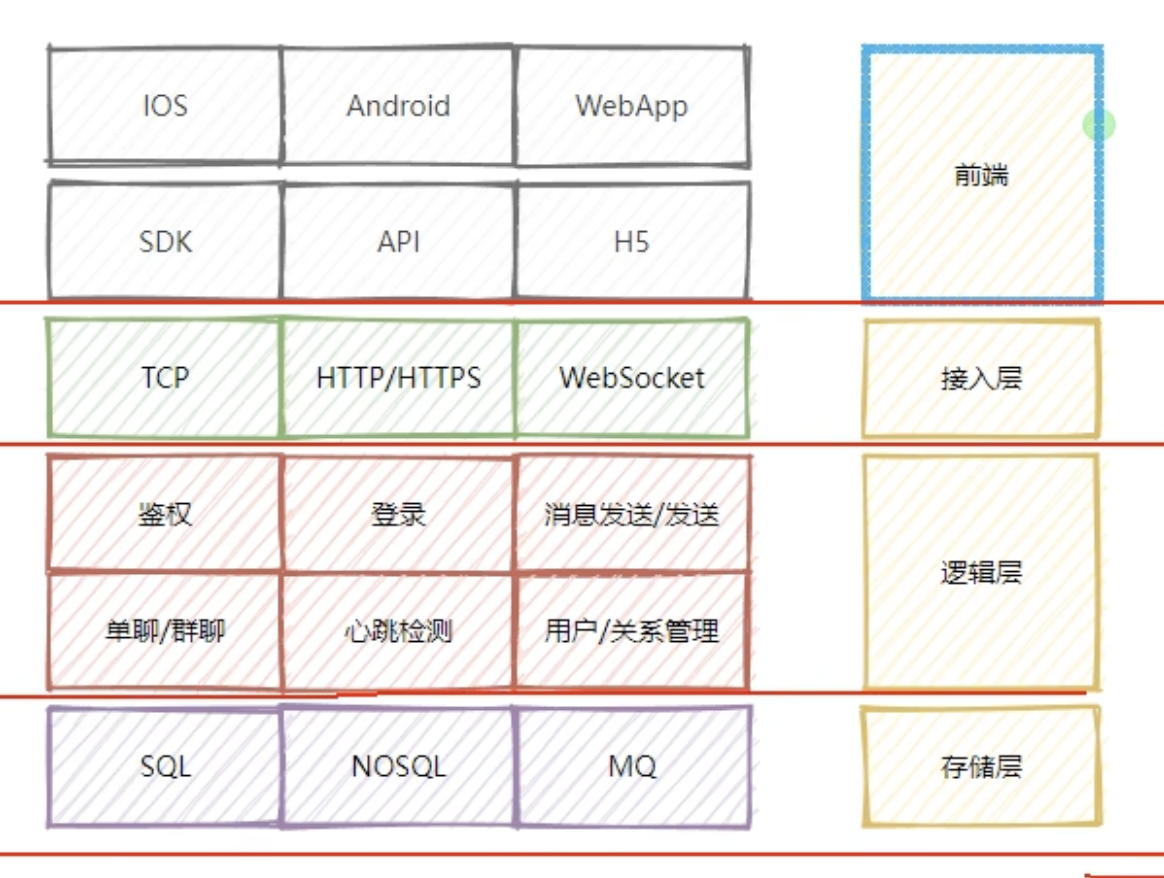 IOS
Android
WebApp
前端
SDK
API
H5
TCP
HTTP/HTTPS
WebSocket
接入层
鉴权
登录
消息发送/发送
逻辑层
单聊/群聊
心跳检测
用户/关系管理
SQL
NOSQL
MQ
存储层